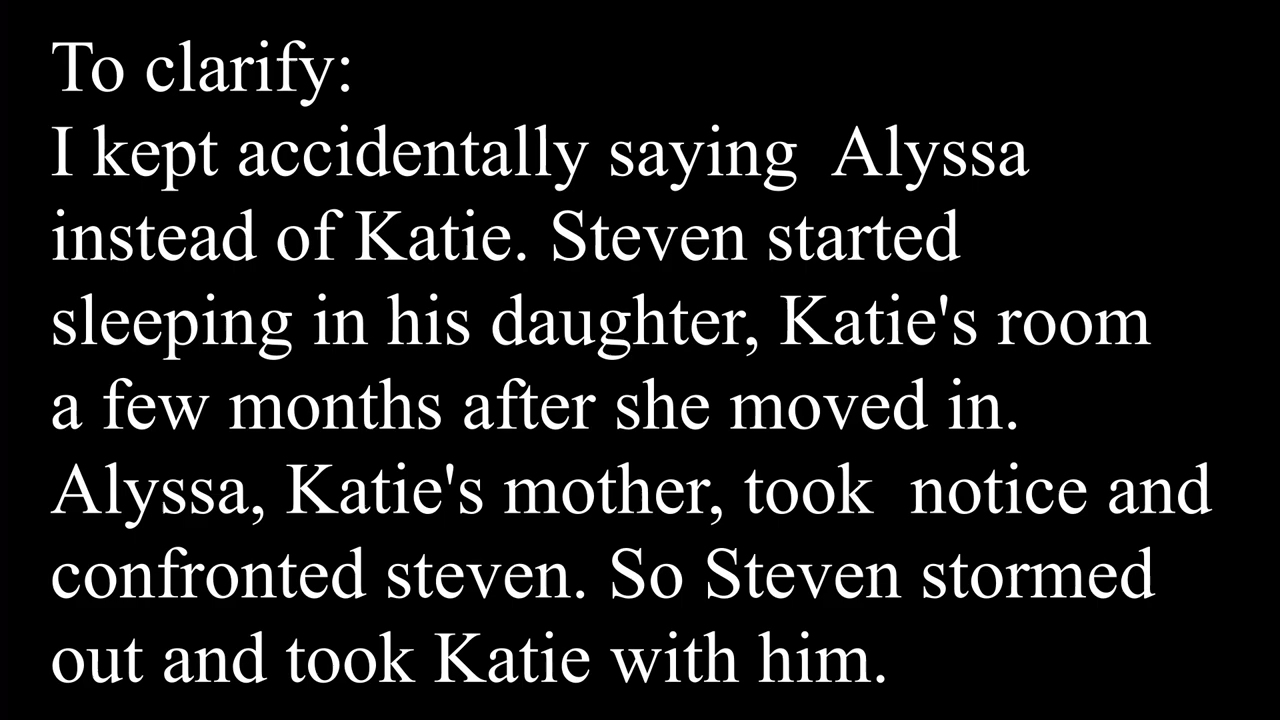 To clarify:
I kept accidentally saying  Alyssa
instead of Katie. Steven started
sleeping in his daughter, Katie's room
a few months after she moved in.
Alyssa, Katie's mother, took  notice and
confronted steven. So Steven stormed
out and took Katie with him.